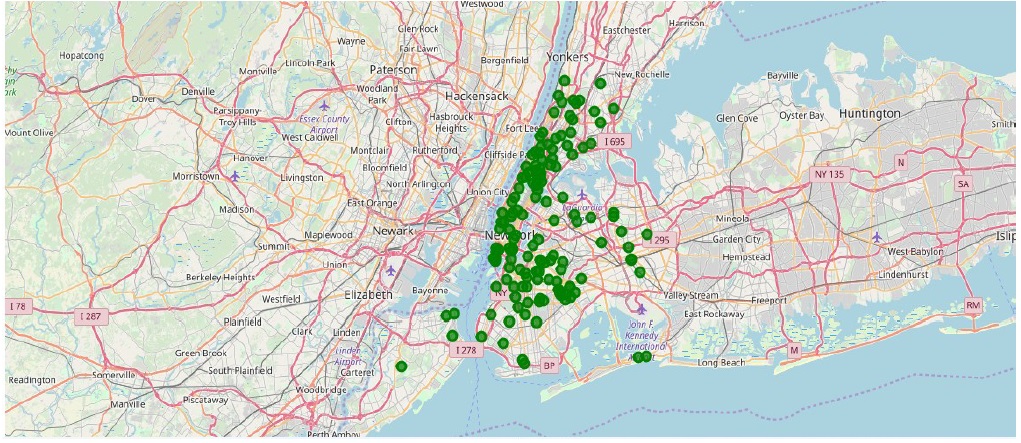 Westwood
Glen Rock
Harrison
Eastchester
Wayne
Fair Lawn
Hopatcong
Yonkers
Lincoln Park
Bergenfield
Montville
Paterson
New Rochelle
Bayville
Denville
Woodland
Park
Hackensack
Dover
Parsippany
Troy Hills
Essex County
Airport
Hasbrouck
Heights
Glen Cove
Oyster Bay
Huntington
Clifton
Fort Lee
Mount Olive
West Caldwell
I 695
Montclair
Rutherford
Cliffside Pa
Hanover
Bloomfield
N
NY 135
Morristown
Livingston
North Arlington
Union City
SA
East Orange
Madison
Mineola
Newark
Maplewood
New York
295
Garden City
Summit
Hempstead
West Babylon
Union
Berkeley Heights
Lindenhurst
Elizabeth
Bayonne
NY
Valley Stream
Freeport
Westfield
I 78
I 287
East Rockaway
RM
Plainfield
Clark
Linden
John F.
Kennedy
International
Green Brook
Linden
Airport
I 278
M
Somerville
South Plainfield
Carteret
BP
Long Beach
Readington
Woodbridge
Piscataway
Manville
Perth Amboy